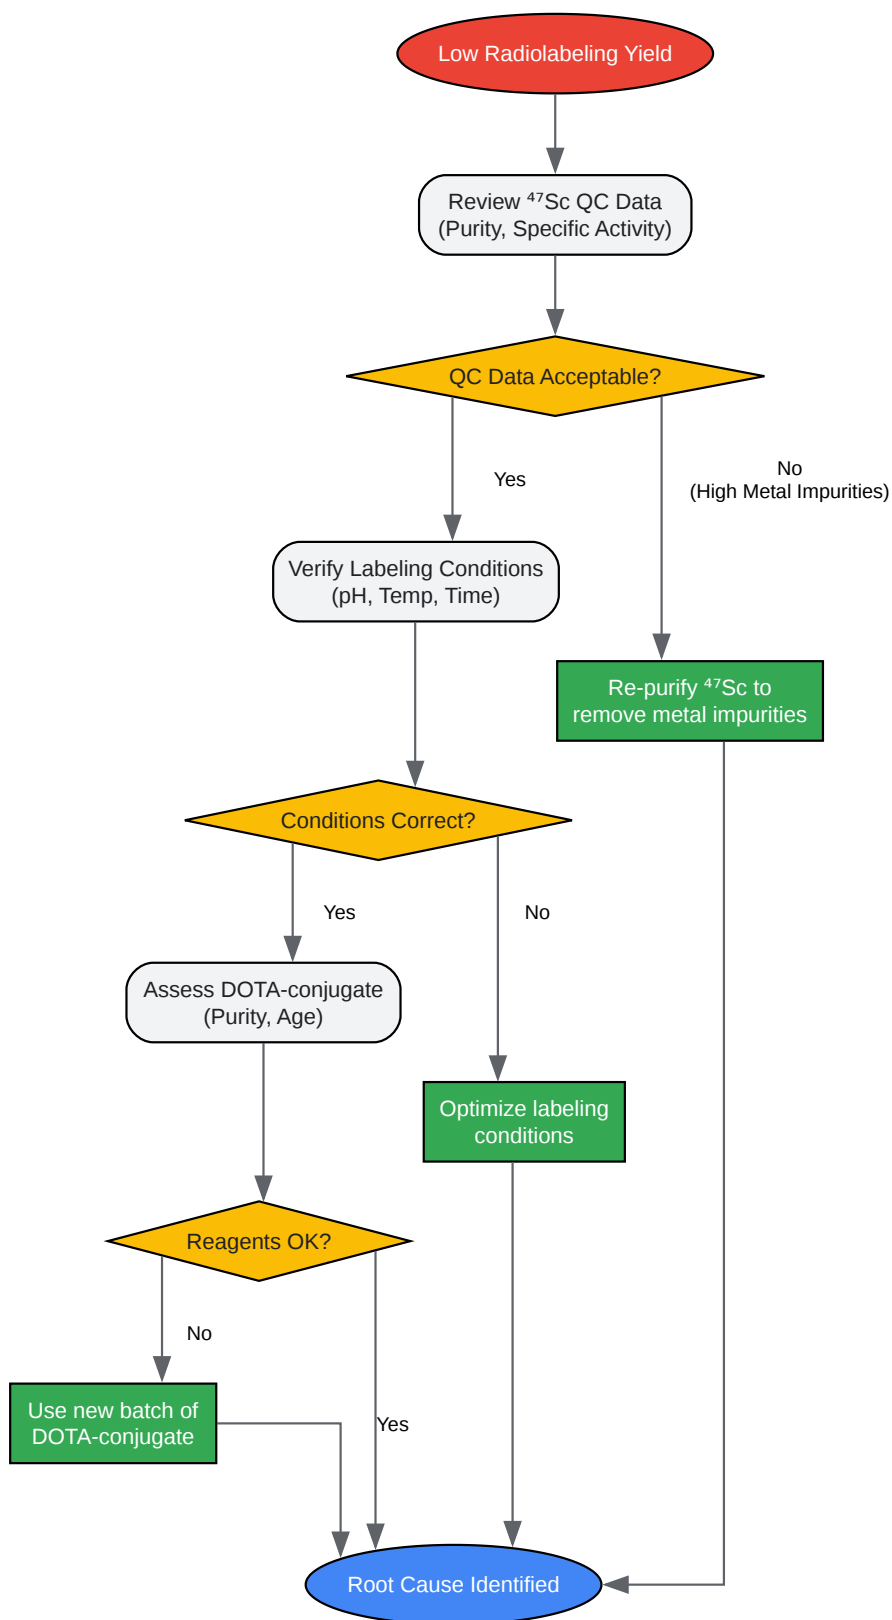 Low Radiolabeling Yield
Review ⁴⁷Sc QC Data
(Purity, Specific Activity)
QC Data Acceptable?
Yes
No
(High Metal Impurities)
Verify Labeling Conditions
(pH, Temp, Time)
Re-purify ⁴⁷Sc to
remove metal impurities
Conditions Correct?
Yes
No
Assess DOTA-conjugate
(Purity, Age)
Optimize labeling
conditions
Reagents OK?
No
Use new batch of
DOTA-conjugate
Yes
Root Cause Identified